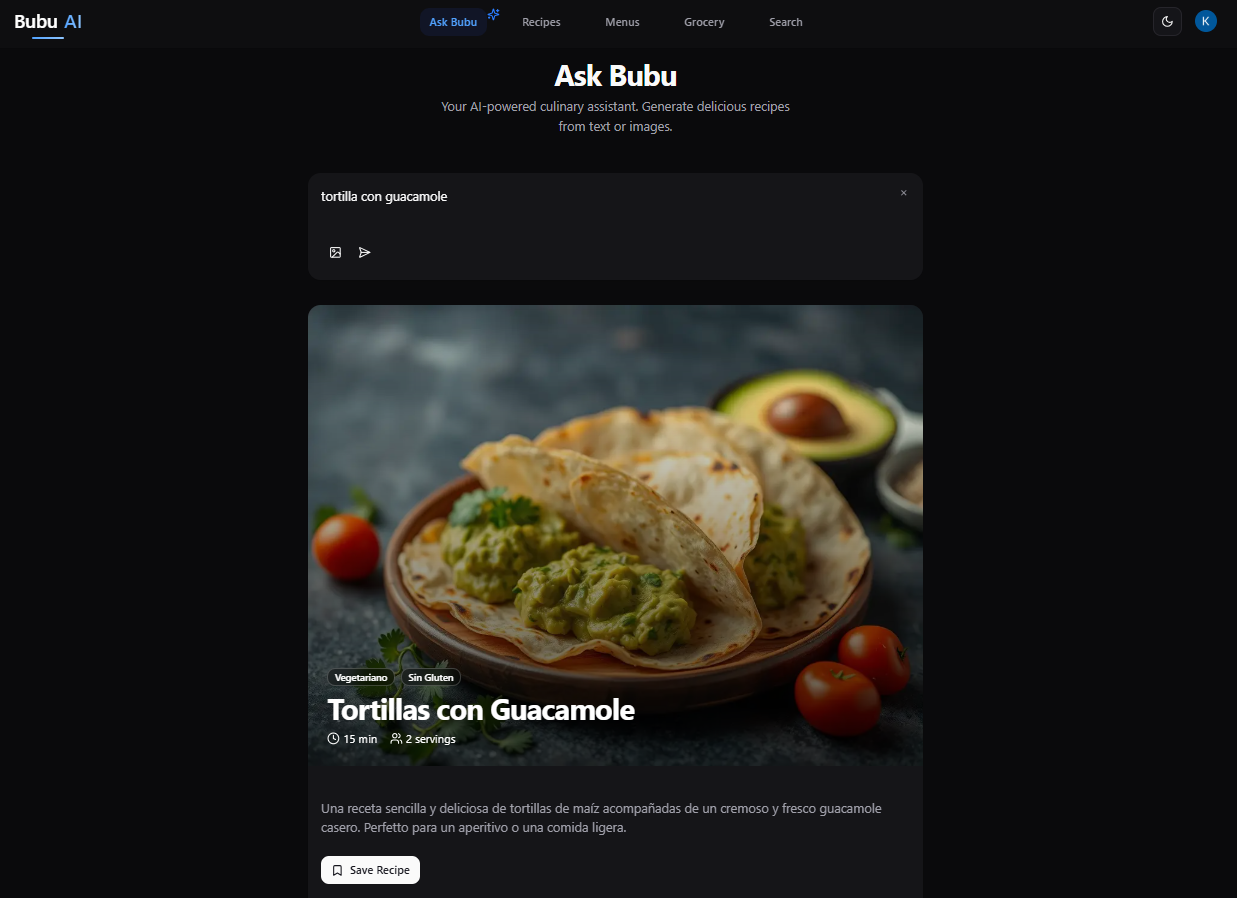 Bubu AI
Ask Bubu
Recipes
Menus
Grocery
Search
K
Ask Bubu
Your AI-powered culinary assistant. Generate delicious recipes
from text or images.
tortilla con guacamole
×
Vegetariano
Sin Gluten
Tortillas con Guacamole
15 min
2 servings
Una receta sencilla y deliciosa de tortillas de maíz acompañadas de un cremoso y fresco guacamole
casero. Perfetto para un aperitivo o una comida ligera.
Save Recipe